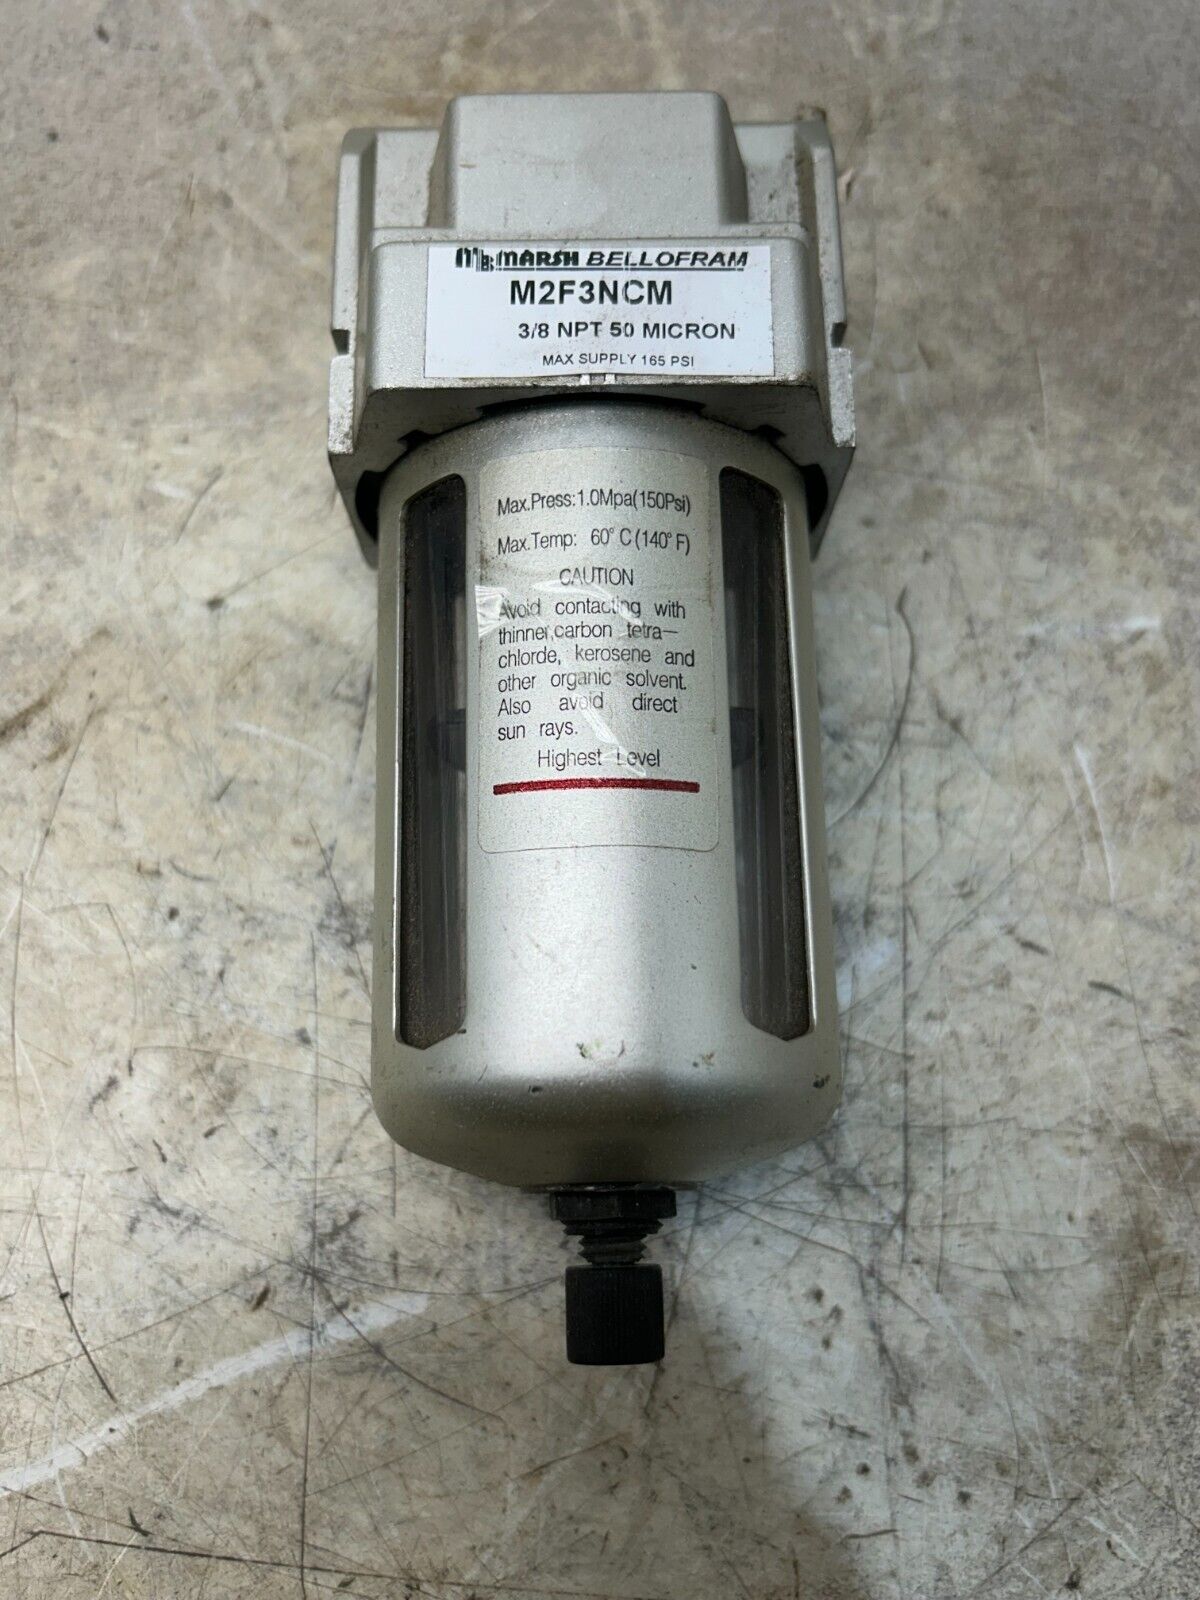 MB MARSH BELLOFRAM
M2F3NCM
3/8 NPT 50 MICRON
MAX SUPPLY 165 PSI
Max.Press:1.0Mpa(150Psi)
Max.Temp: 60°C(140°F)
CAUTION
Avoid contacting with
thinner,carbon tetra-
chlorde, kerosene and
other organic solvent.
Also avoid direct
sun rays.
Highest Level